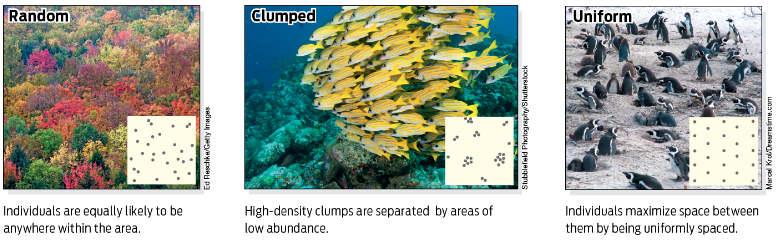 Random
Ed Reschke/Getty Images
Individuals are equally likely to be
anywhere within the area.
Clumped
Stubblefield Photography/Shutterstock
High-density clumps are separated by areas of
low abundance.
Uniform
Marcel Krol/Dreamstime.com
Individuals maximize space between
them by being uniformly spaced.